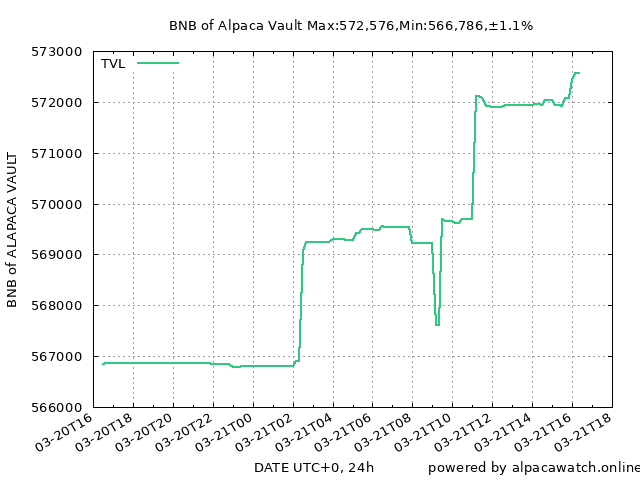 BNB of Alpaca Vault Max:572,576,Min:566,786,±1.1%
573000
TVL
572000
571000
570000
569000
568000
567000
566000
BNB of ALAPACA VAULT
03-20T16
03-20T18
03-20T20
03-20T22
03-21T00
03-21T02
03-21T04
03-21T06
03-21T08
03-21T10
03-21T12
03-21T14
03-21T16
03-21T18
DATE UTC+0, 24h
powered by alpacawatch.online